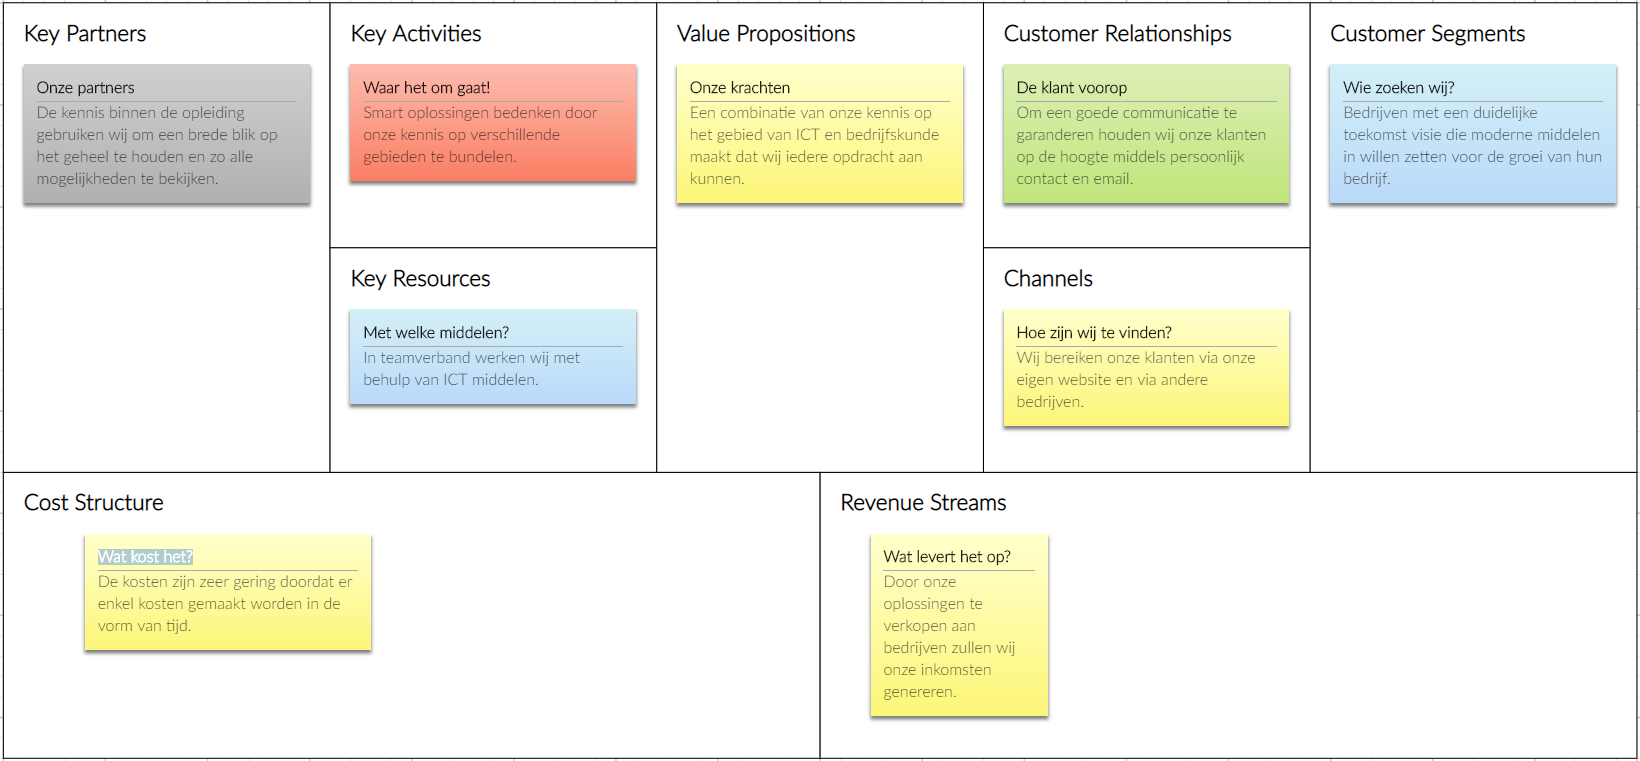 Key Partners
Onze partners
De kennis binnen de opleiding
gebruiken wij om een brede blik op
het geheel te houden en zo alle
mogelijkheden te bekijken.
Key Activities
Waar het om gaat!
Smart oplossingen bedenken door
onze kennis op verschillende
gebieden te bundelen.
Key Resources
Met welke middelen?
In teamverband werken wij met
behulp van ICT middelen.
Value Propositions
Onze krachten
Een combinatie van onze kennis op
het gebied van ICT en bedrijfskunde
maakt dat wij iedere opdracht aan
kunnen.
Customer Relationships
De klant voorop
Om een goede communicatie te
garanderen houden wij onze klanten
op de hoogte middels persoonlijk
contact en email.
Channels
Hoe zijn wij te vinden?
Wij bereiken onze klanten via onze
eigen website en via andere
bedrijven.
Customer Segments
Wie zoeken wij?
Bedrijven met een duidelijke
toekomst visie die moderne middelen
in willen zetten voor de groei van hun
bedrijf.
Cost Structure
Wat kost het?
De kosten zijn zeer gering doordat er
enkel kosten gemaakt worden in de
vorm van tijd.
Revenue Streams
Wat levert het op?
Door onze
oplossingen te
verkopen aan
bedrijven zullen wij
onze inkomsten
genereren.